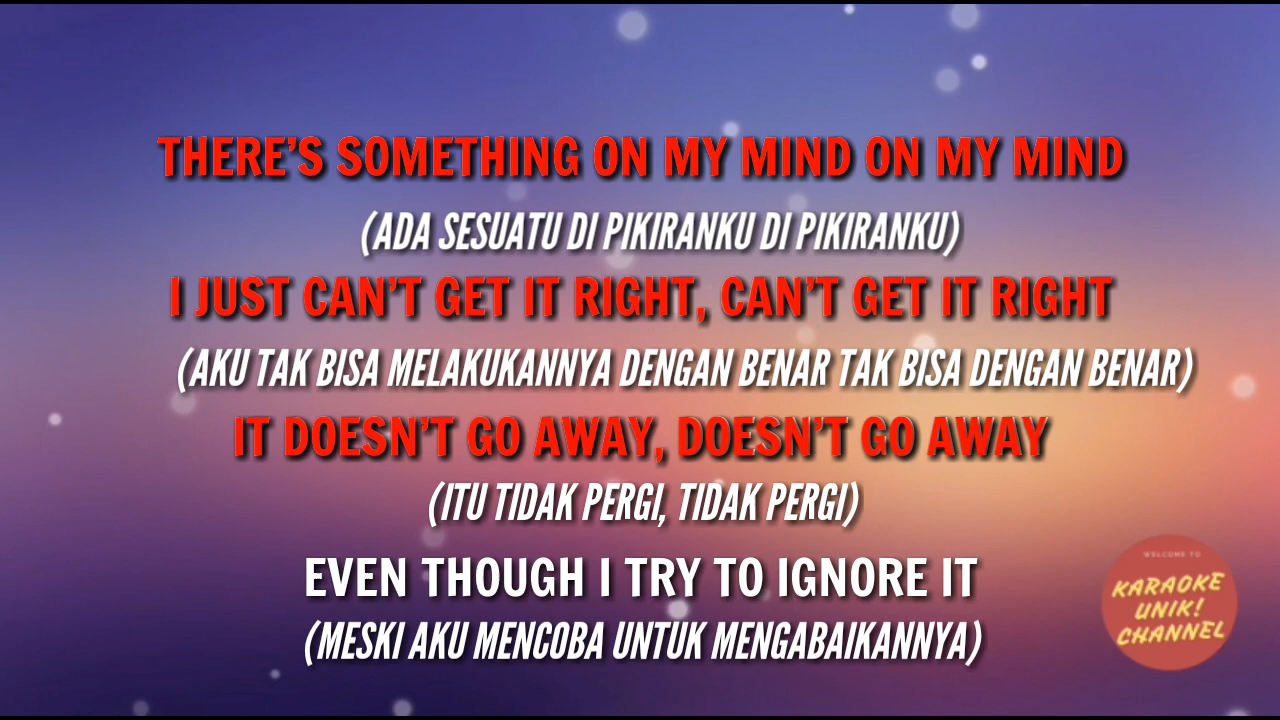 THERE'S SOMETHING ON MY MIND ON MY MIND
(ADA SESUATU DI PIKIRANKU DI PIKIRANKU)
I JUST CAN'T GET IT RIGHT, CAN'T GET IT RIGHT
(AKU TAK BISA MELAKUKANNYA DENGAN BENAR TAK BISA DENGAN BENAR)
IT DOESN'T GO AWAY, DOESN'T GO AWAY
(ITU TIDAK PERGI, TIDAK PERGI)
EVEN THOUGH I TRY TO IGNORE IT
(MESKI AKU MENCOBA UNTUK MENGABAIKANNYA)
WELCOME TO
KARAOKE
UNIK!
CHANNEL